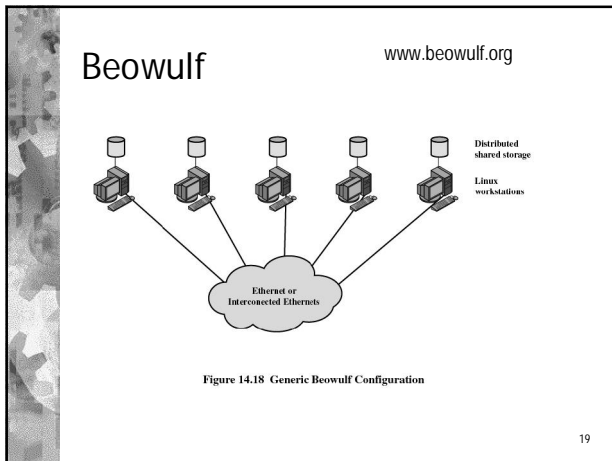 Beowulf
www.beowulf.org
Distributed
shared storage
Linux
workstations
Ethernet or
Interconected Ethernets
Figure 14.18 Generic Beowulf Configuration
19